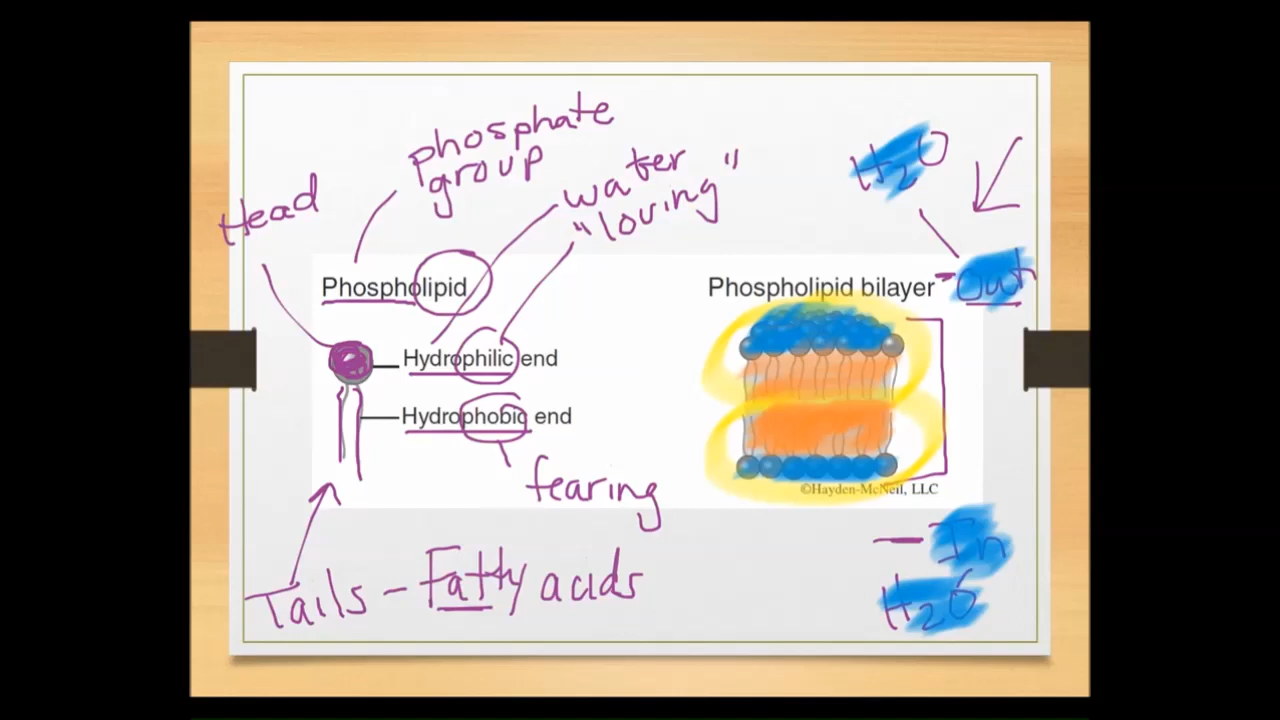 phosphate
group
water "
"loving"
Head
Phospholipid
Hydrophilic end
Hydrophobic end
fearing
Tails - Fatty acids
H2O
Phospholipid bilayer
- out
©Hayden-McNeil, LLC
- In
H2O